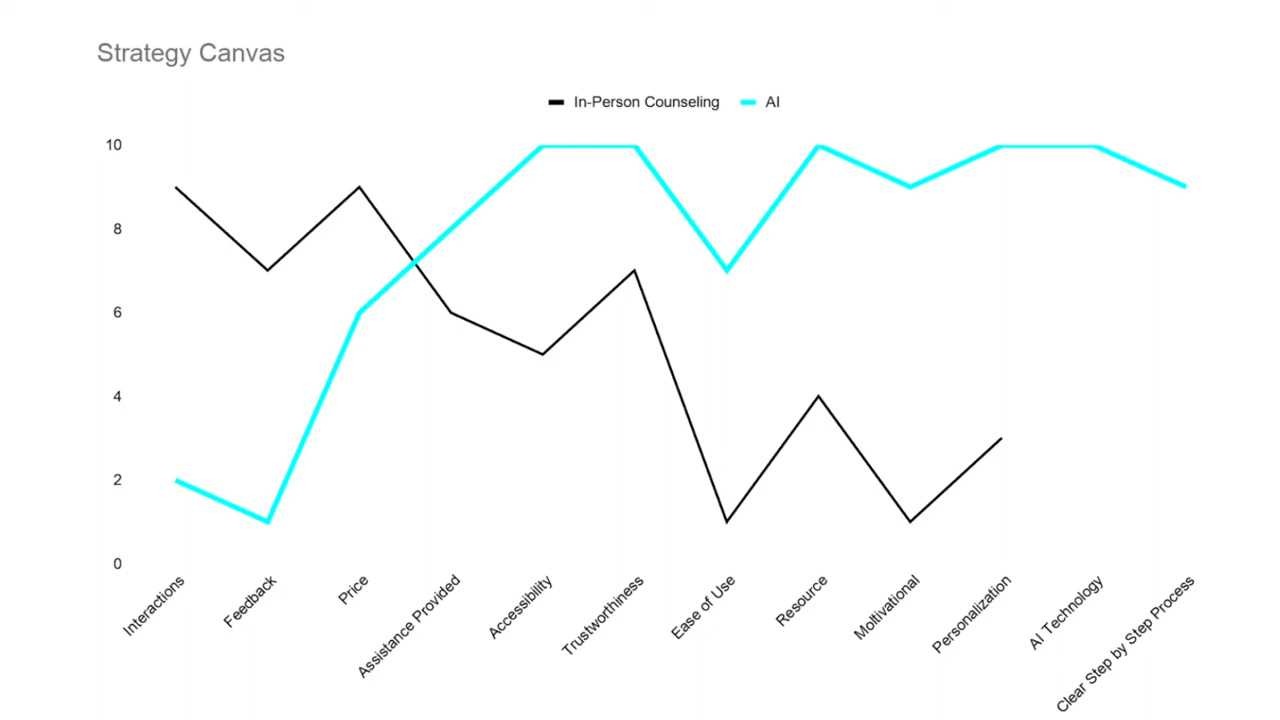 Strategy Canvas
In-Person Counseling
AI
10
8
6
4
2
0
Interactions
Feedback
Price
Assistance Provided
Accessibility
Trustworthiness
Ease of Use
Resource
Moltivational
Personalization
AI Technology
Clear Step by Step Process